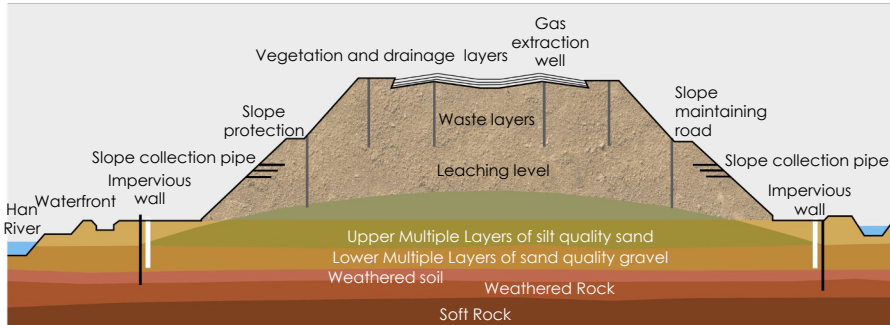 Gas
extraction
well
Vegetation and drainage layers
Slope
protection
Slope
maintaining
road
Waste layers
Slope collection pipe
Leaching level
Slope collection pipe
Impervious
wall
Impervious
wall
Waterfront
Han
River
Upper Multiple Layers of silt quality sand
Lower Multiple Layers of sand quality gravel
Weathered soil
Weathered Rock
Soft Rock